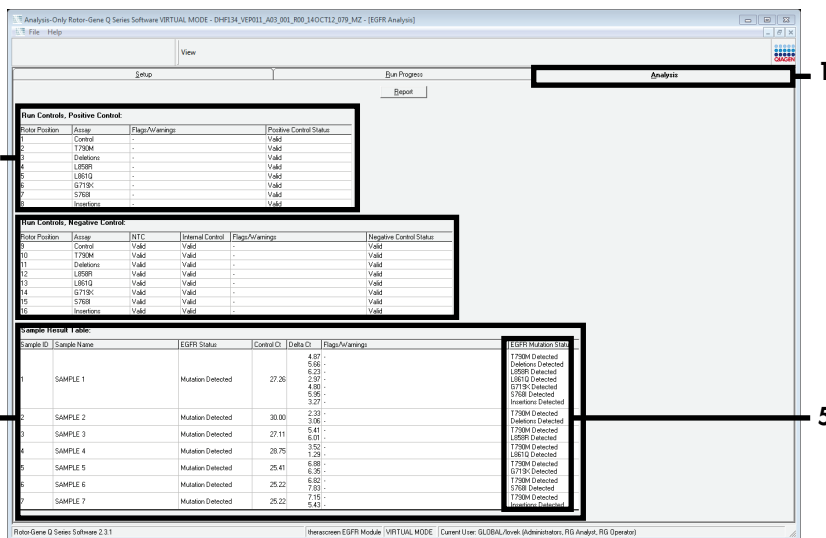 Analysis-Only Rotor-Gene Q Series Software VIRTUAL MODE - DHF134_VEP011_A03_001_R00_14OCT12_079_MZ - [EGFR Analysis]
File Help
View
QIAGEN
Setup Run Progress Analysis
1
Report
Run Controls, Positive Control:
Rotor Position Assay Flags/Warnings Positive Control Status
1 Control - Valid
2 T790M - Valid
3 Deletions - Valid
4 L858R - Valid
5 L861Q - Valid
6 G719X - Valid
7 S768I - Valid
8 Insertions - Valid
Run Controls, Negative Control:
Rotor Position Assay NTC Internal Control Flags/Warnings Negative Control Status
9 Control Valid Valid - Valid
10 T790M Valid Valid - Valid
11 Deletions Valid Valid - Valid
12 L858R Valid Valid - Valid
13 L861Q Valid Valid - Valid
14 G719X Valid Valid - Valid
15 S768I Valid Valid - Valid
16 Insertions Valid Valid - Valid
Sample Result Table:
Sample ID Sample Name EGFR Status Control Ct Delta Ct Flags/Warnings EGFR Mutation Status
4.87 - T790M Detected
5.66 - Deletions Detected
6.23 - L858R Detected
1 SAMPLE 1 Mutation Detected 27.26 2.97 - L861Q Detected
4.80 - G719X Detected
5.95 - S768I Detected
3.27 - Insertions Detected
2 SAMPLE 2 Mutation Detected 30.00 2.33 - T790M Detected
3.06 - Deletions Detected
5
3 SAMPLE 3 Mutation Detected 27.11 5.41 - T790M Detected
6.01 - L858R Detected
4 SAMPLE 4 Mutation Detected 28.75 3.52 - T790M Detected
1.29 - L861Q Detected
5 SAMPLE 5 Mutation Detected 25.41 6.88 - T790M Detected
6.35 - G719X Detected
6 SAMPLE 6 Mutation Detected 25.22 6.82 - T790M Detected
7.83 - S768I Detected
7 SAMPLE 7 Mutation Detected 25.22 7.15 - T790M Detected
5.43 - Insertions Detected
Rotor-Gene Q Series Software 2.3.1 therascreen EGFR Module VIRTUAL MODE Current User: GLOBAL/lovek (Administrators, RG Analyst, RG Operator)